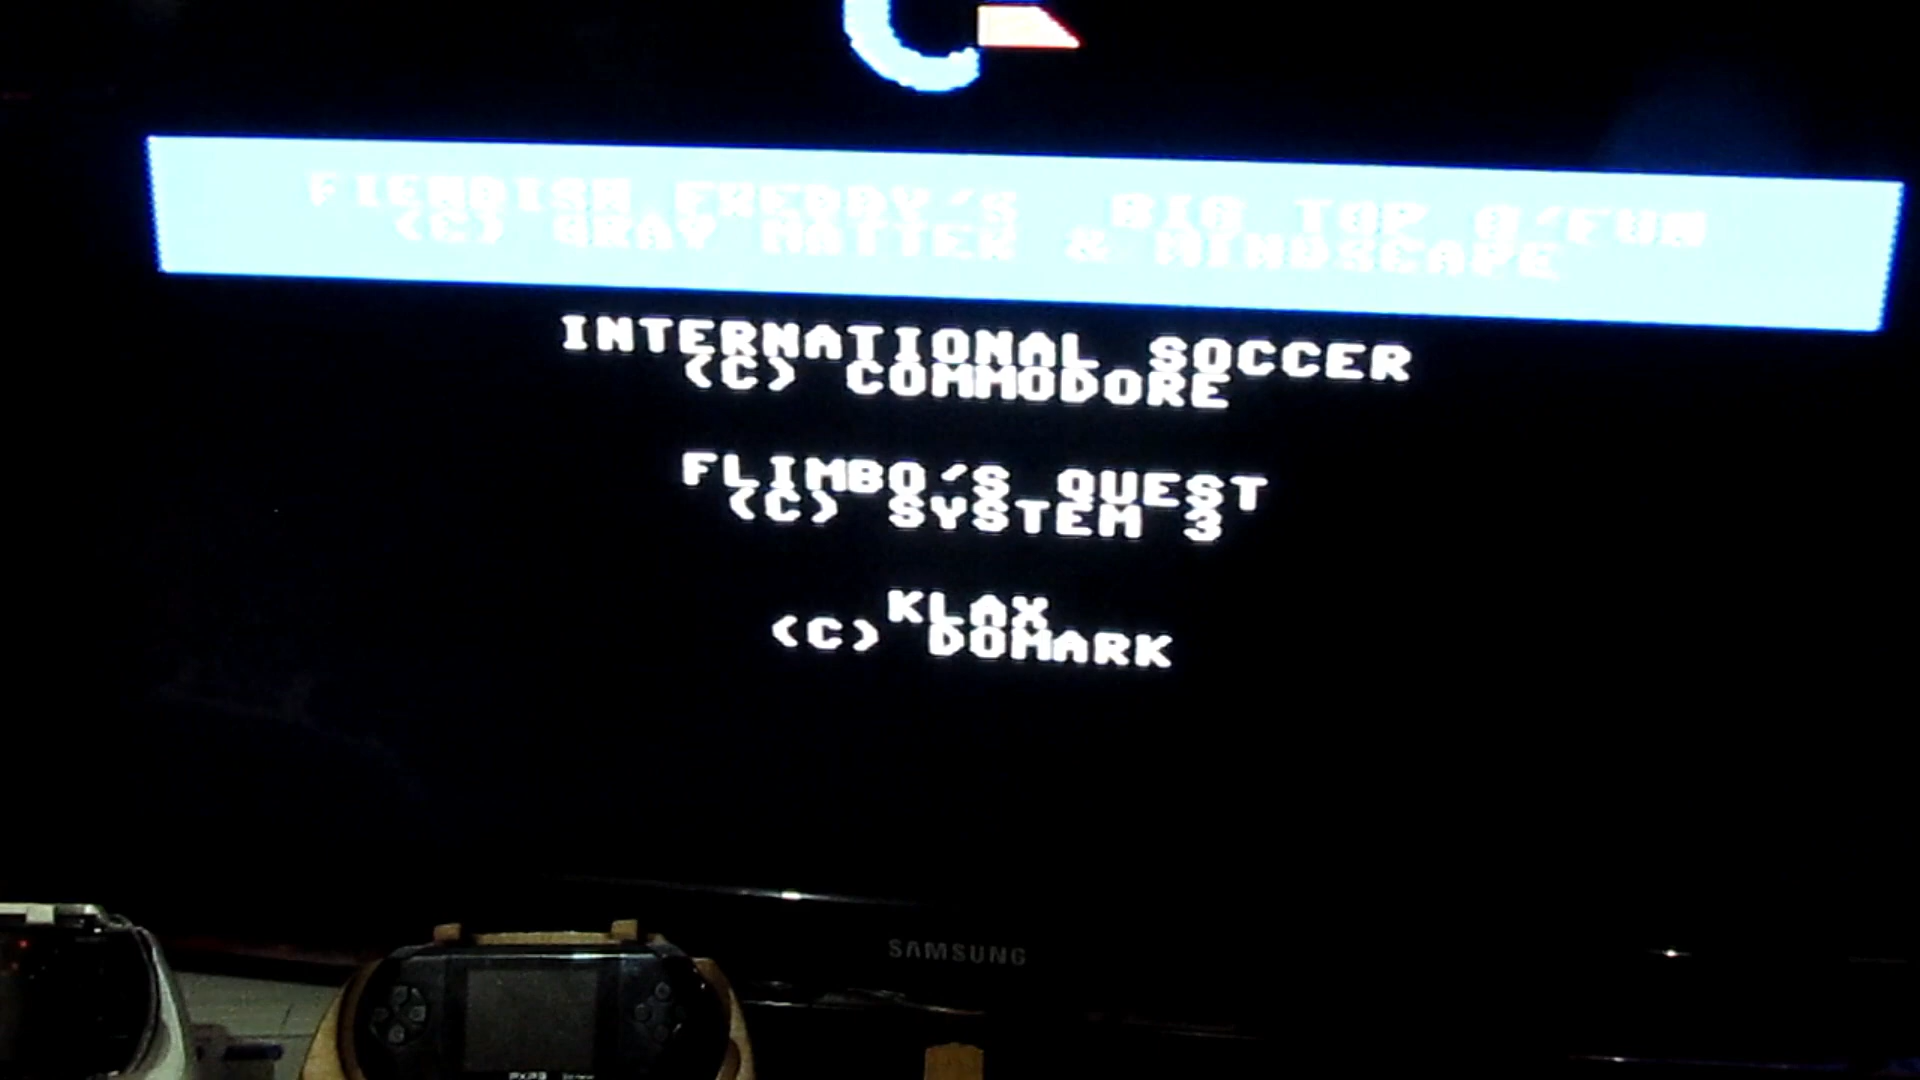 FIENDISH FREDDY'S BIG TOP O'FUN
(C) GRAY MATTER & MINDSCAPE
INTERNATIONAL SOCCER
(C) COMMODORE
FLIMBO'S QUEST
(C) SYSTEM 3
KLAX
(C) DOMARK
SAMSUNG